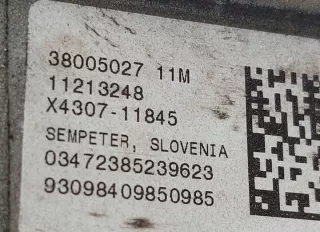 38005027 11M
11213248
X4307-11845
SEMPETER, SLOVENIA
03472385239623
93098409850985